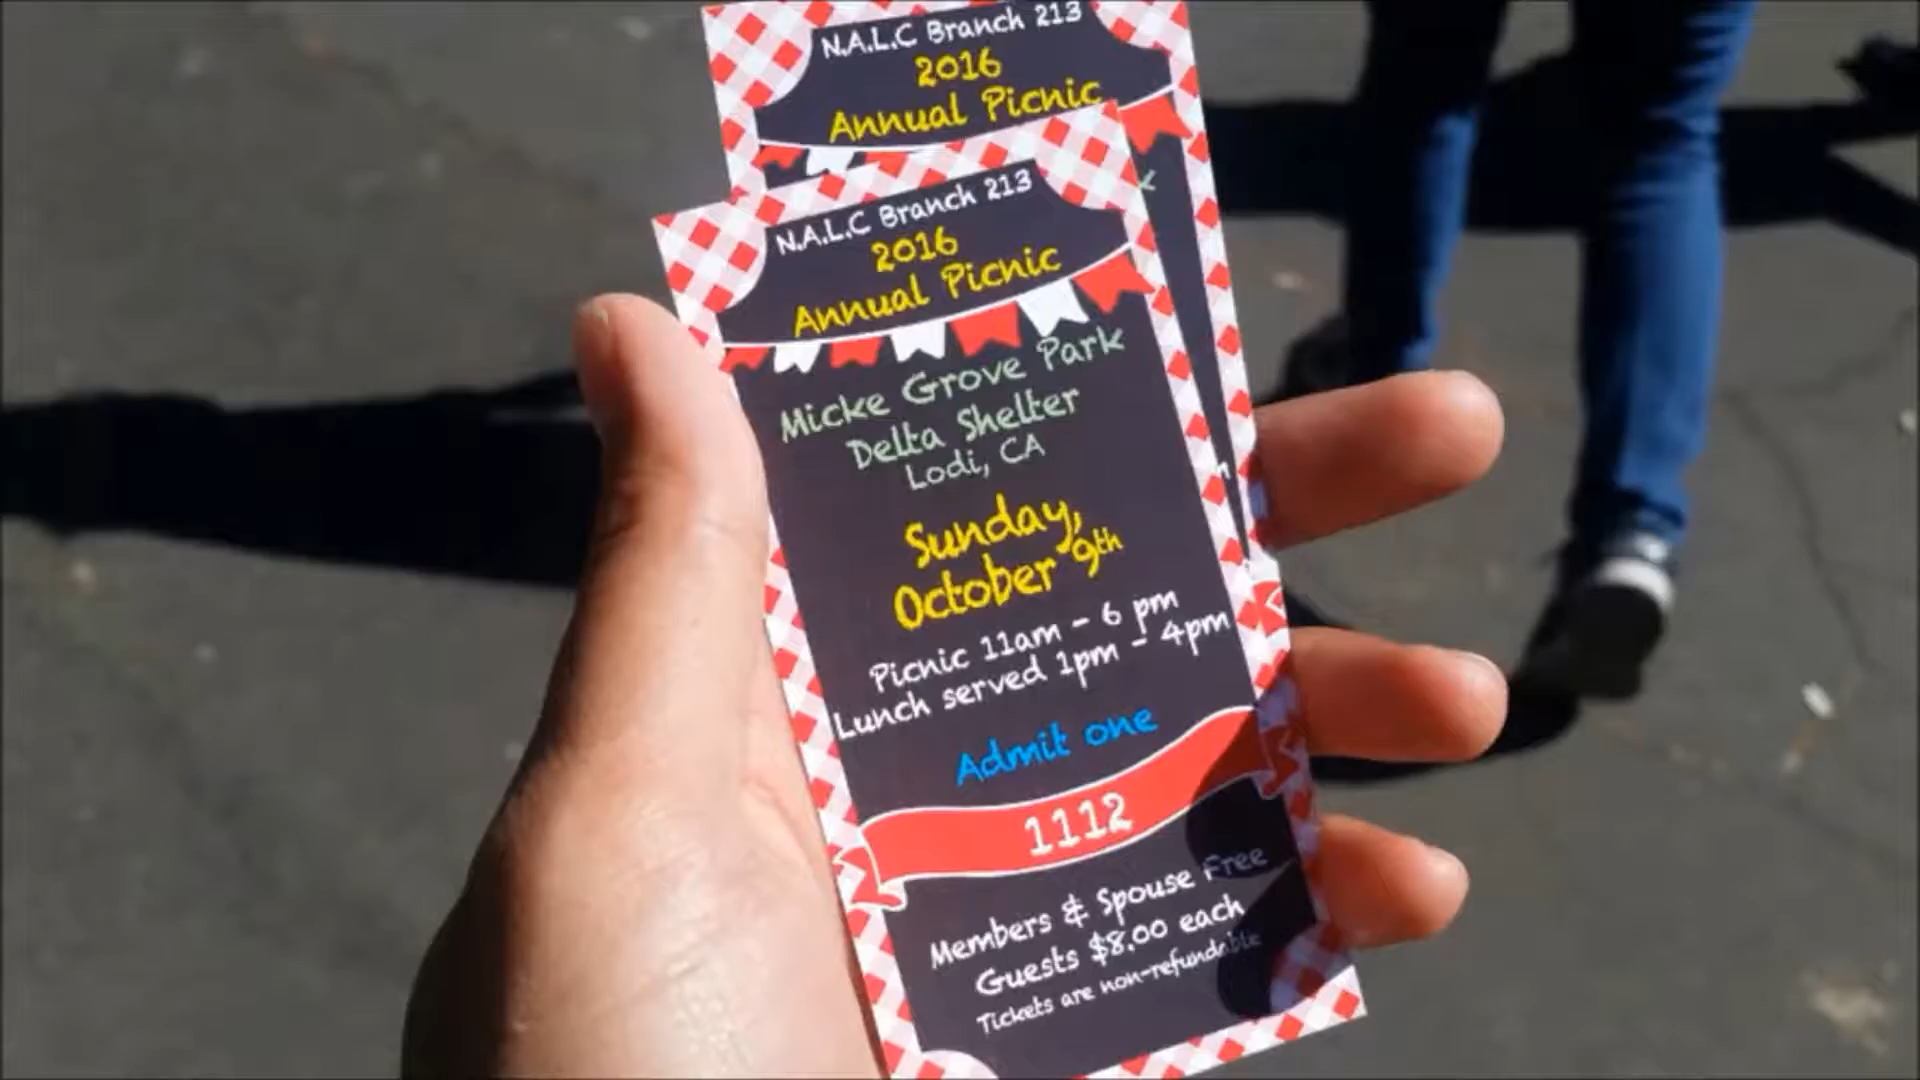 N.A.L.C Branch 213
2016
Annual Picnic
N.A.L.C Branch 213
2016
Annual Picnic
Micke Grove Park
Delta Shelter
Lodi, CA
Sunday,
October 9th
Picnic 11am - 6 pm
Lunch served 1pm - 4pm
Admit one
1112
Members & Spouse Free
Guests $8.00 each
Tickets are non-refundable